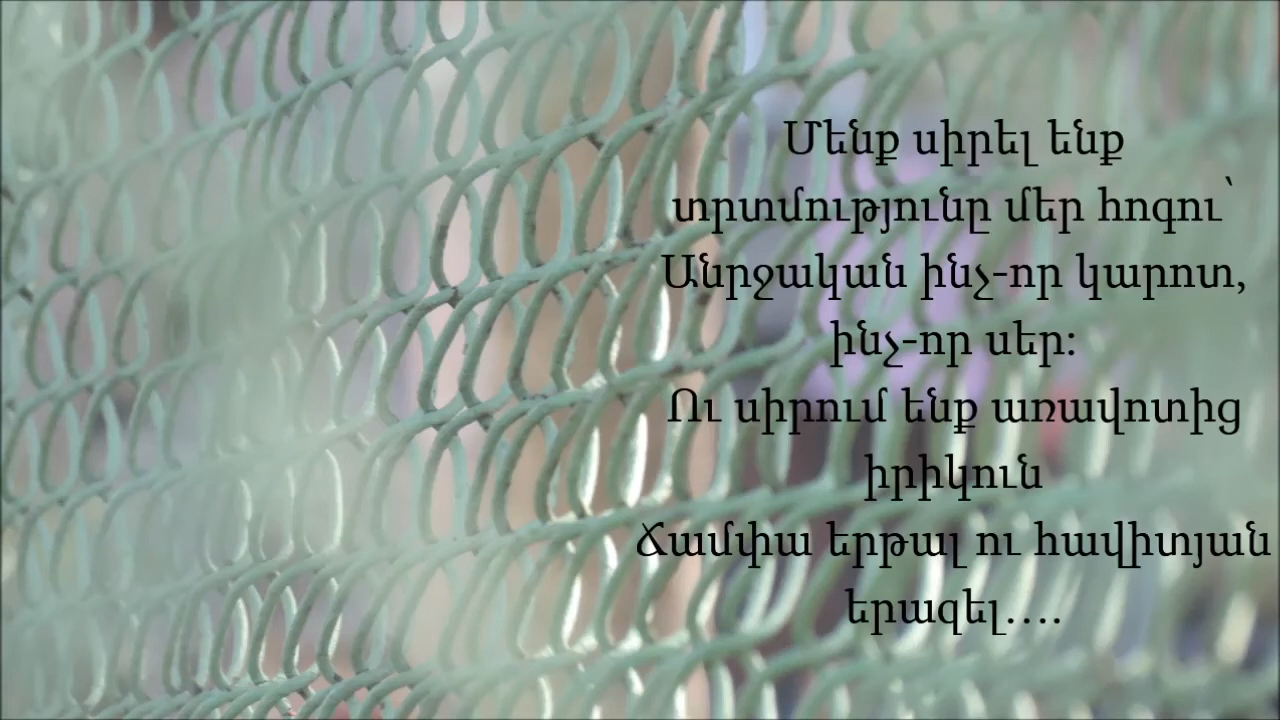 Մենք սիրել ենք
տրտմությունը մեր հոգու՝
Անրջական ինչ-որ կարոտ,
ինչ-որ սեր:
Ու սիրում ենք առավոտից
իրիկուն
Ճամփա երթալ ու հավիտյան
երազել….